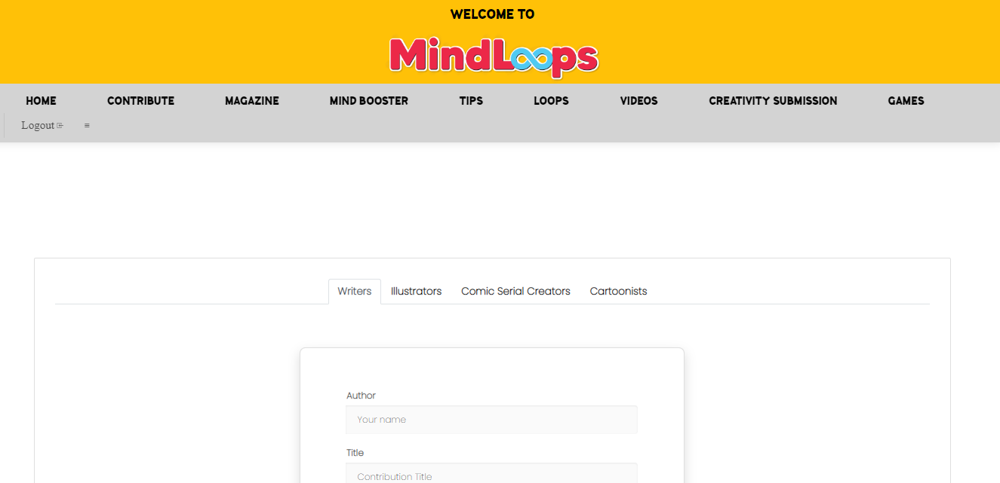 WELCOME TO
MindLoops
HOME CONTRIBUTE MAGAZINE MIND BOOSTER TIPS LOOPS VIDEOS CREATIVITY SUBMISSION GAMES
Logout
Writers Illustrators Comic Serial Creators Cartoonists
Author
Your name
Title
Contribution Title